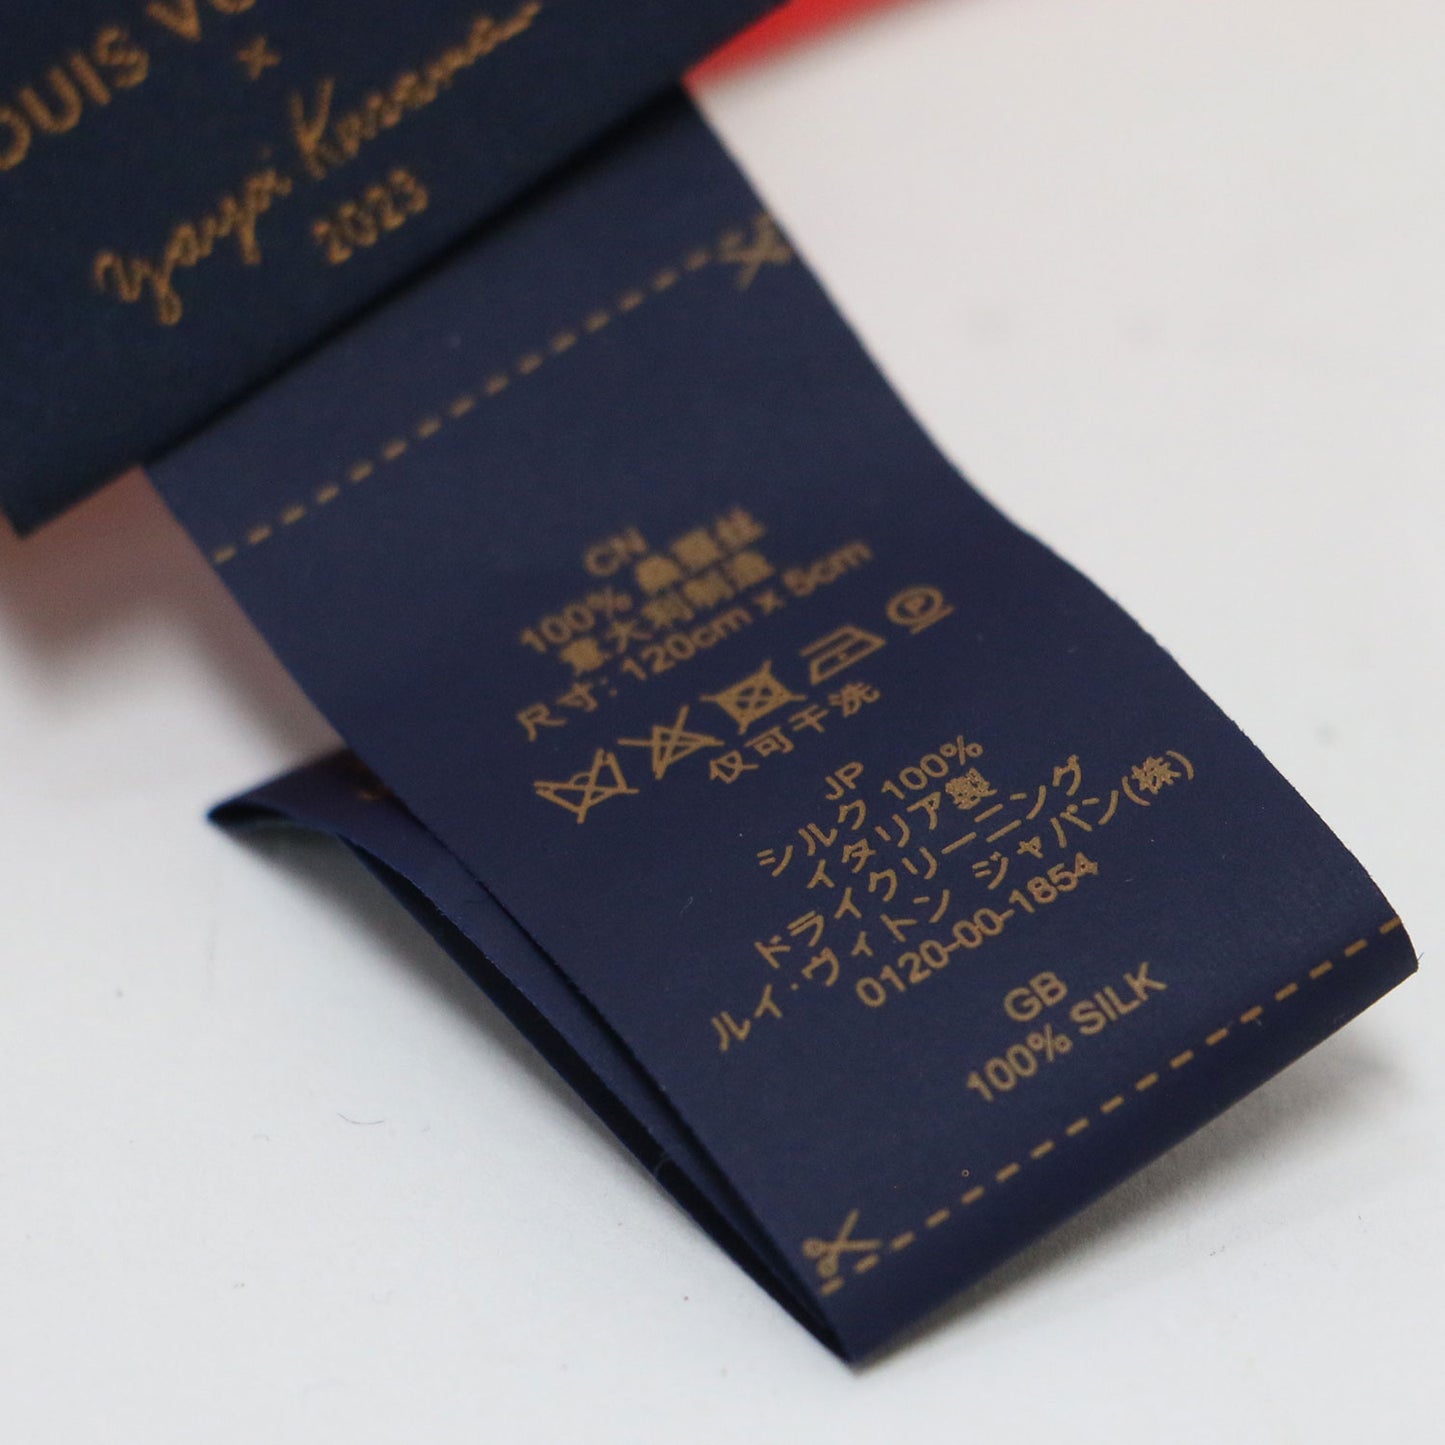 OUIS VU
×
Yayoi Kusama
2023
CN
100% 桑蚕丝
意大利制造
尺寸: 120cm x 5cm
P
仅可干洗
JP
シルク 100%
イタリア製
ドライクリーニング
ルイ・ヴィトン ジャパン(株)
0120-00-1854
GB
100% SILK